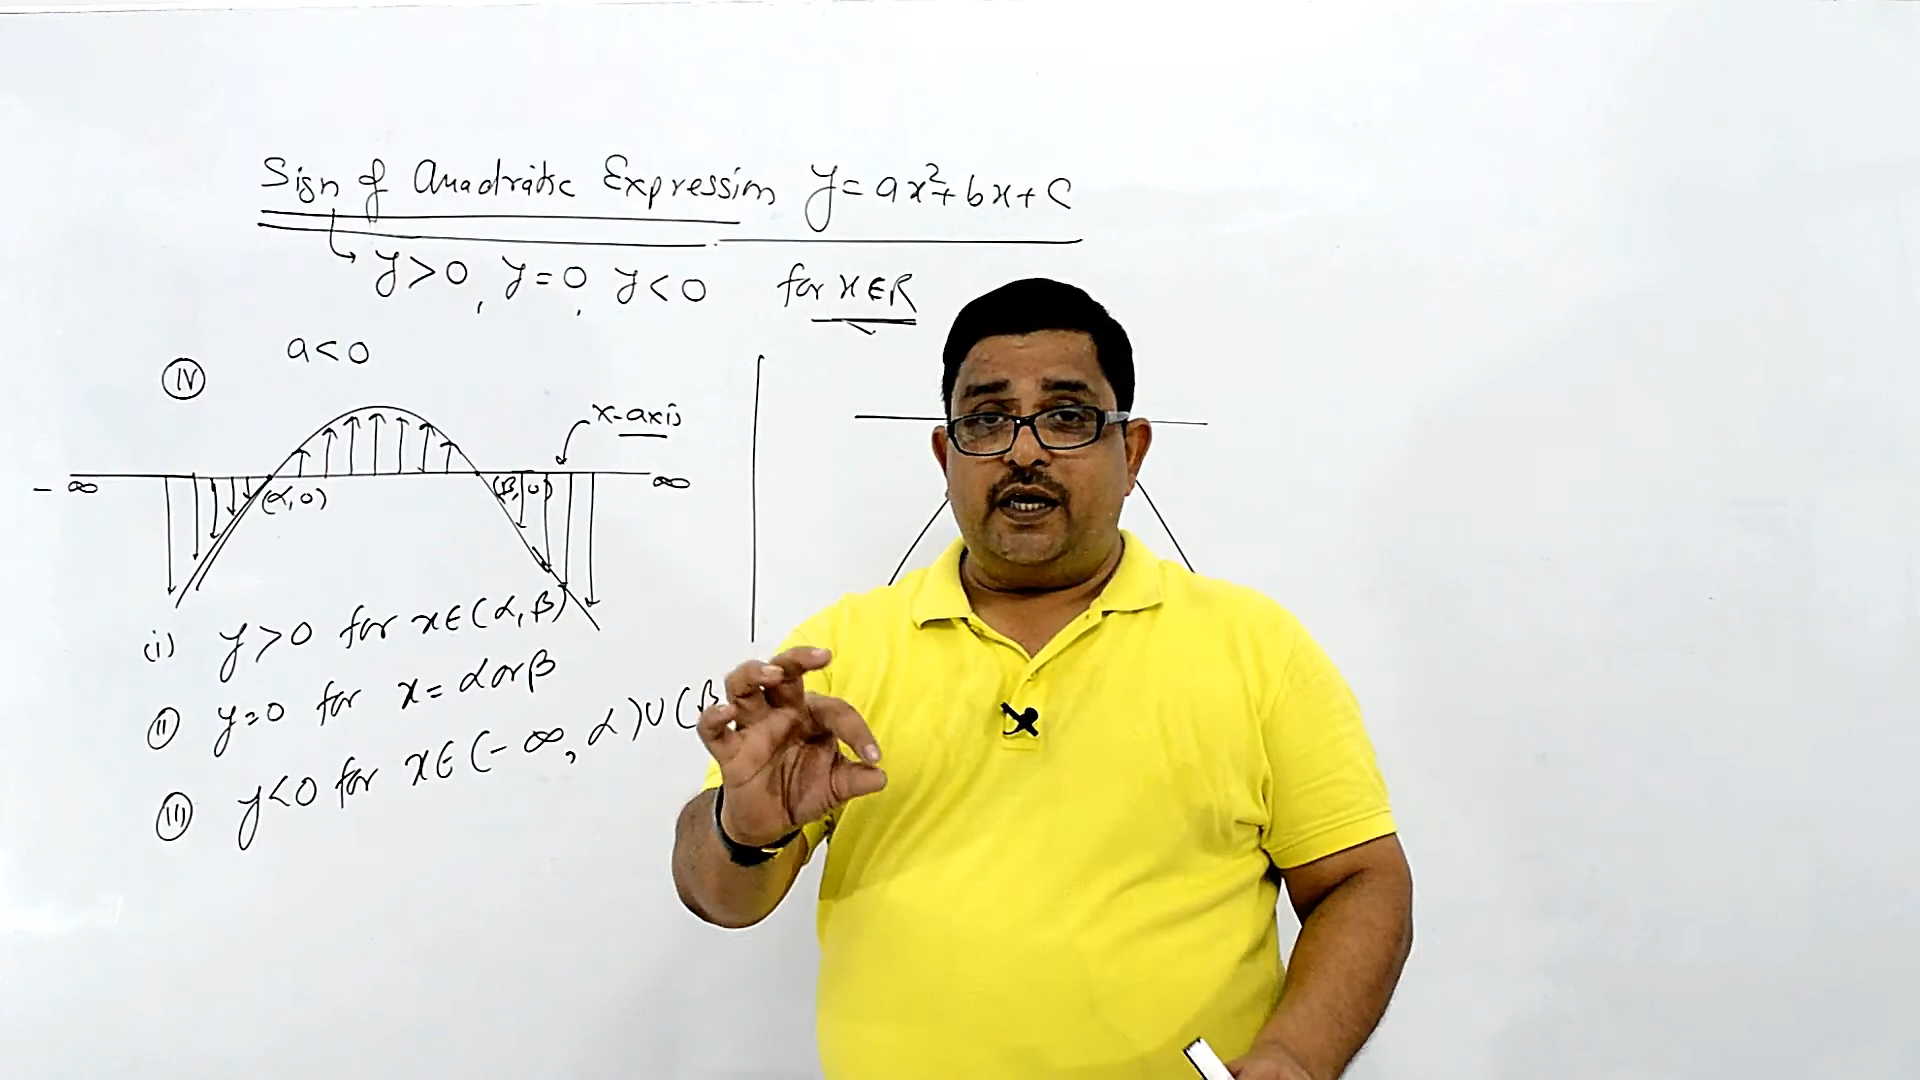 Sign of Quadratic Expression y = ax²+bx+c
y>0, y=0, y<0 for x∈R
IV a<0
x-axis
-∞ (α,0) (β,0) ∞
(i) y>0 for x∈(α,β)
(ii) y=0 for x=α or β
(iii) y<0 for x∈(-∞,α)∪(β